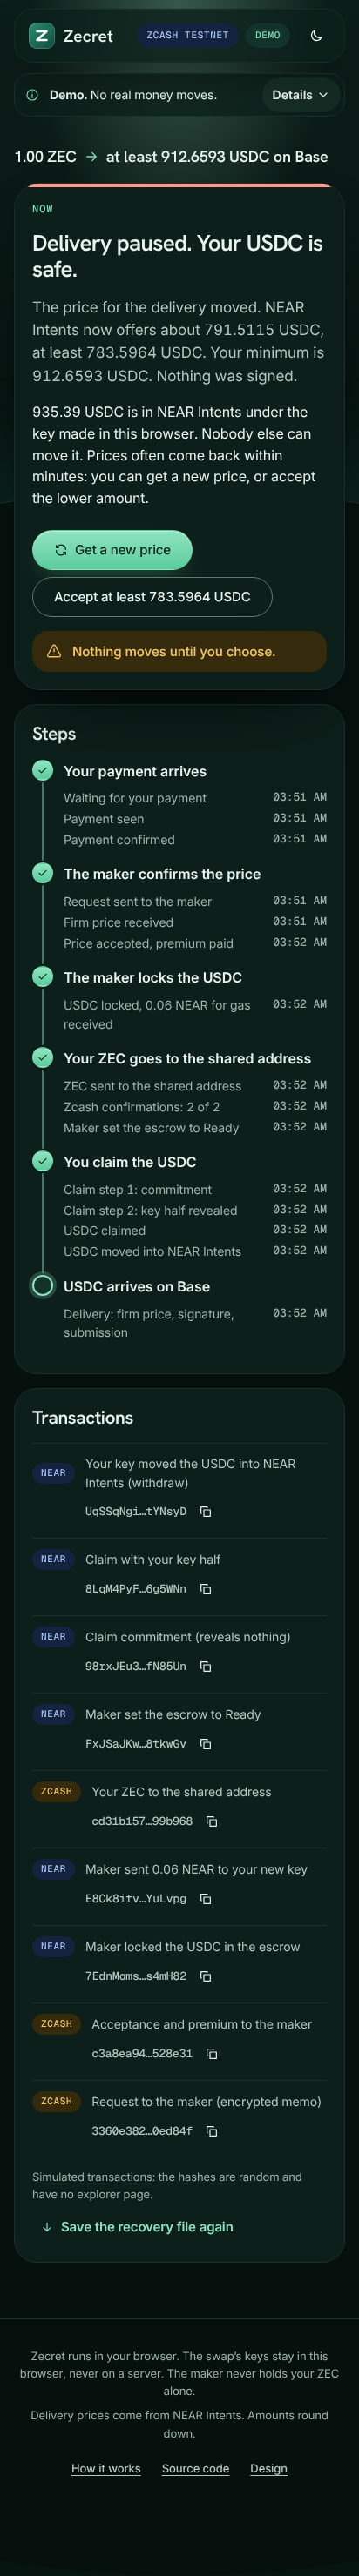 Zecret
ZCASH TESTNET
DEMO
Demo. No real money moves.
Details
1.00 ZEC → at least 912.6593 USDC on Base
NOW
Delivery paused. Your USDC is
safe.
The price for the delivery moved. NEAR
Intents now offers about 791.5115 USDC,
at least 783.5964 USDC. Your minimum is
912.6593 USDC. Nothing was signed.
935.39 USDC is in NEAR Intents under the
key made in this browser. Nobody else can
move it. Prices often come back within
minutes: you can get a new price, or accept
the lower amount.
Get a new price
Accept at least 783.5964 USDC
Nothing moves until you choose.
Steps
Your payment arrives
Waiting for your payment 03:51 AM
Payment seen 03:51 AM
Payment confirmed 03:51 AM
The maker confirms the price
Request sent to the maker 03:51 AM
Firm price received 03:51 AM
Price accepted, premium paid 03:52 AM
The maker locks the USDC
USDC locked, 0.06 NEAR for gas 03:52 AM
received
Your ZEC goes to the shared address
ZEC sent to the shared address 03:52 AM
Zcash confirmations: 2 of 2 03:52 AM
Maker set the escrow to Ready 03:52 AM
You claim the USDC
Claim step 1: commitment 03:52 AM
Claim step 2: key half revealed 03:52 AM
USDC claimed 03:52 AM
USDC moved into NEAR Intents 03:52 AM
USDC arrives on Base
Delivery: firm price, signature, 03:52 AM
submission
Transactions
NEAR Your key moved the USDC into NEAR
Intents (withdraw)
UqSSqNgi…tYNsyD
NEAR Claim with your key half
8LqM4PyF…6g5WNn
NEAR Claim commitment (reveals nothing)
98rxJEu3…fN85Un
NEAR Maker set the escrow to Ready
FxJSaJKw…8tkwGv
ZCASH Your ZEC to the shared address
cd31b157…99b968
NEAR Maker sent 0.06 NEAR to your new key
E8Ck8itv…YuLvpg
NEAR Maker locked the USDC in the escrow
7EdnMoms…s4mH82
ZCASH Acceptance and premium to the maker
c3a8ea94…528e31
ZCASH Request to the maker (encrypted memo)
3360e382…0ed84f
Simulated transactions: the hashes are random and
have no explorer page.
↓ Save the recovery file again
Zecret runs in your browser. The swap's keys stay in this
browser, never on a server. The maker never holds your ZEC
alone.
Delivery prices come from NEAR Intents. Amounts round
down.
How it works Source code Design